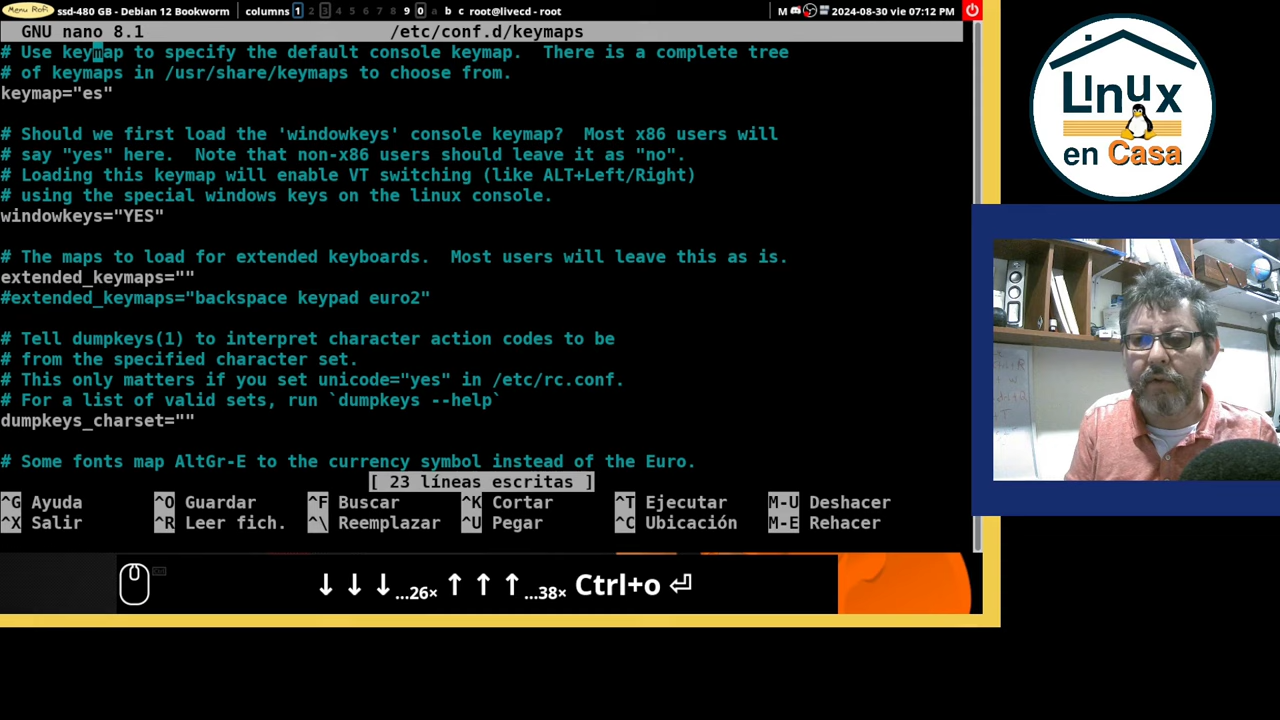 Menu Rofi ssd-480 GB - Debian 12 Bookworm columns 1 2 3 4 5 6 7 8 9 0 a b c root@livecd - root M 2024-08-30 vie 07:12 PM
GNU nano 8.1 /etc/conf.d/keymaps
# Use keymap to specify the default console keymap. There is a complete tree
# of keymaps in /usr/share/keymaps to choose from.
keymap="es"
# Should we first load the 'windowkeys' console keymap? Most x86 users will
# say "yes" here. Note that non-x86 users should leave it as "no".
# Loading this keymap will enable VT switching (like ALT+Left/Right)
# using the special windows keys on the linux console.
windowkeys="YES"
# The maps to load for extended keyboards. Most users will leave this as is.
extended_keymaps=""
#extended_keymaps="backspace keypad euro2"
# Tell dumpkeys(1) to interpret character action codes to be
# from the specified character set.
# This only matters if you set unicode="yes" in /etc/rc.conf.
# For a list of valid sets, run `dumpkeys --help`
dumpkeys_charset=""
# Some fonts map AltGr-E to the currency symbol instead of the Euro.
[ 23 líneas escritas ]
^G Ayuda ^O Guardar ^F Buscar ^K Cortar ^T Ejecutar M-U Deshacer
^X Salir ^R Leer fich. ^\ Reemplazar ^U Pegar ^C Ubicación M-E Rehacer
↓ ↓ ↓...26× ↑ ↑ ↑...38× Ctrl+o ⏎
Linux
en Casa